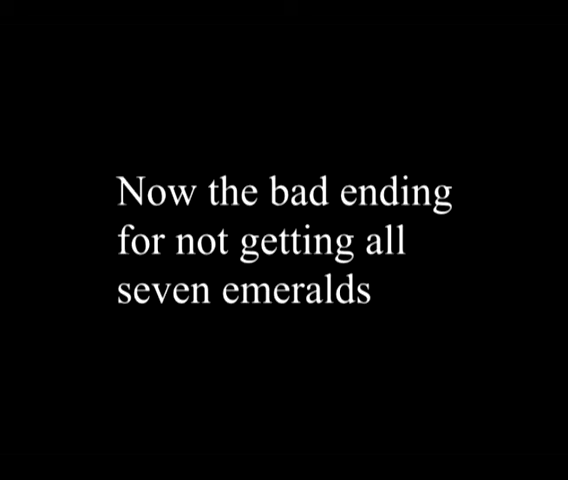 Now the bad ending
for not getting all
seven emeralds